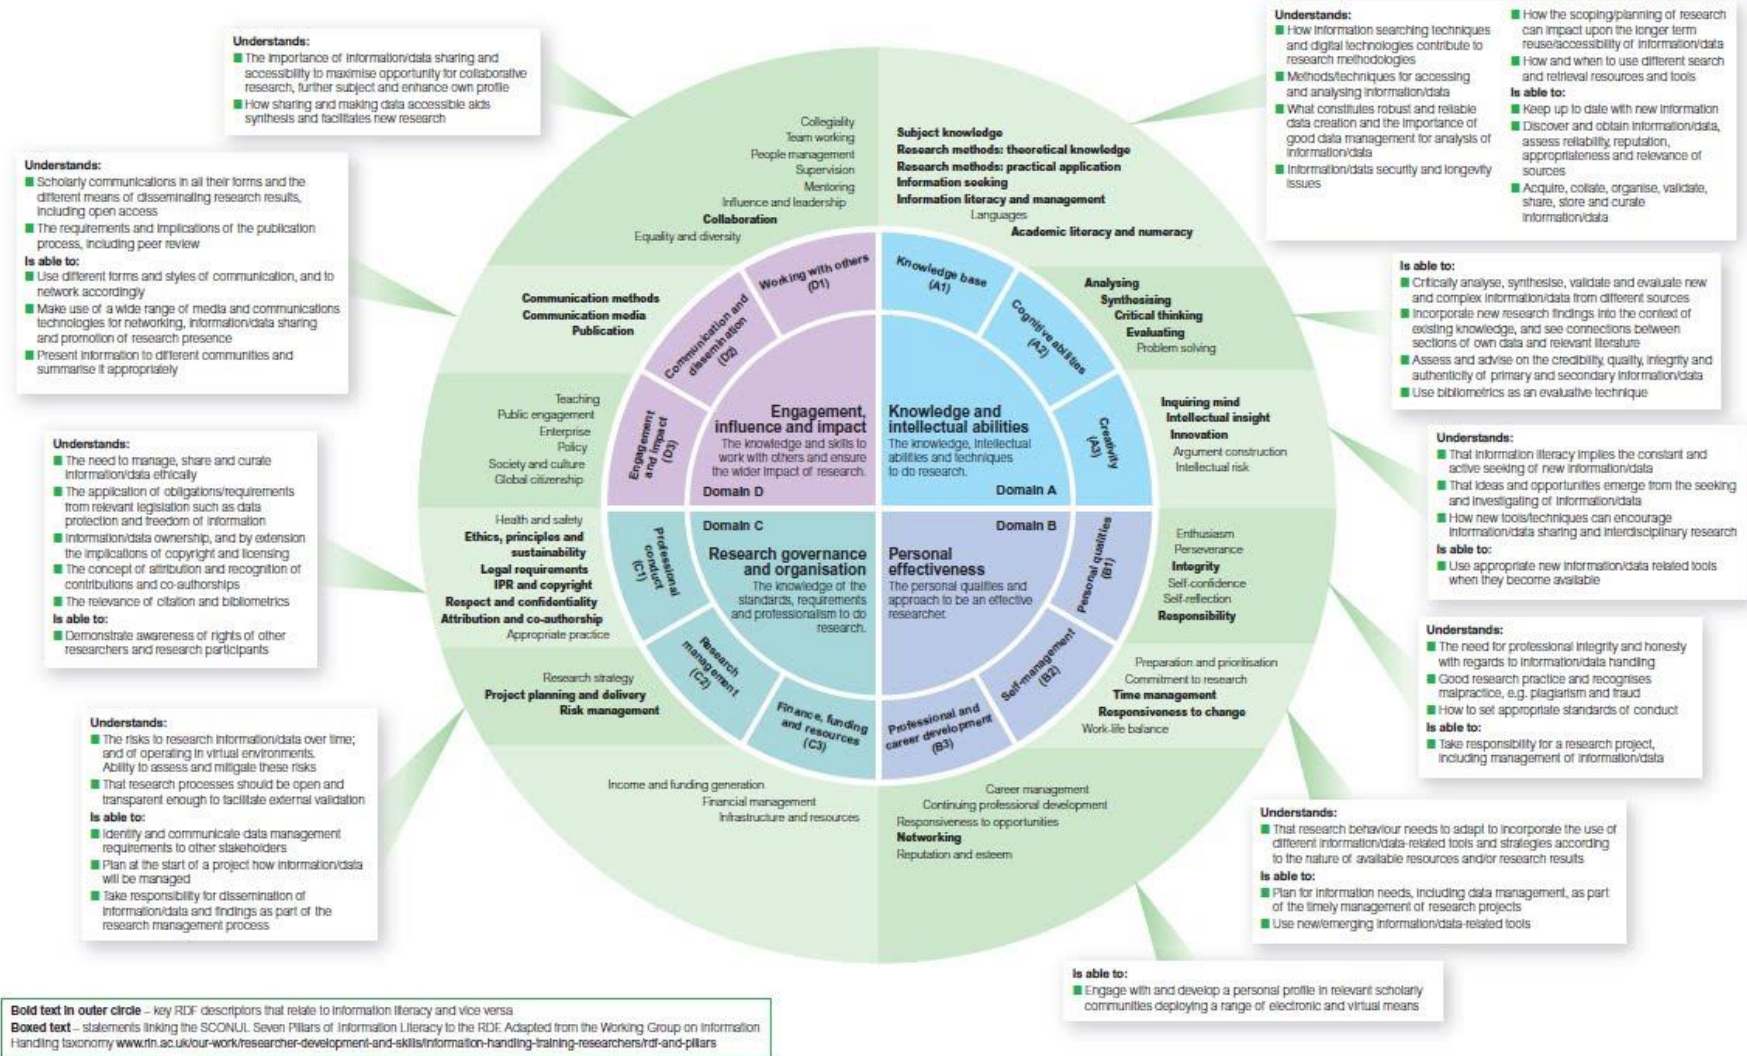 Understands:
The importance of information/data sharing and
accessibility to maximise opportunity for collaborative
research, further subject and enhance own profile
How sharing and making data accessible aids
synthesis and facilitates new research
Understands:
Scholarly communications in all their forms and the
different means of disseminating research results,
including open access
The requirements and implications of the publication
process, including peer review
Is able to:
Use different forms and styles of communication, and to
network accordingly
Make use of a wide range of media and communications
technologies for networking, information/data sharing
and promotion of research presence
Present information to different communities and
summarise it appropriately
Understands:
The need to manage, share and curate
information/data ethically
The application of obligations/requirements
from relevant legislation such as data
protection and freedom of information
Information/data ownership, and by extension
the implications of copyright and licensing
The concept of attribution and recognition of
contributions and co-authorships
The relevance of citation and bibliometrics
Is able to:
Demonstrate awareness of rights of other
researchers and research participants
Understands:
The risks to research information/data over time;
and of operating in virtual environments.
Ability to assess and mitigate these risks
That research processes should be open and
transparent enough to facilitate external validation
Is able to:
Identify and communicate data management
requirements to other stakeholders
Plan at the start of a project how information/data
will be managed
Take responsibility for dissemination of
information/data and findings as part of the
research management process
Collegiality
Team working
People management
Supervision
Mentoring
Influence and leadership
Collaboration
Equality and diversity
Communication methods
Communication media
Publication
Teaching
Public engagement
Enterprise
Policy
Society and culture
Global citizenship
Health and safety
Ethics, principles and
sustainability
Legal requirements
IPR and copyright
Respect and confidentiality
Attribution and co-authorship
Appropriate practice
Research strategy
Project planning and delivery
Risk management
Income and funding generation
Financial management
Infrastructure and resources
Working with others
(D1)
Communication and
dissemination
(D2)
Engagement
and impact
(D3)
Professional
conduct
(C1)
Research
management
(C2)
Finance, funding
and resources
(C3)
Engagement,
influence and impact
The knowledge and skills to
work with others and ensure
the wider impact of research.
Domain D
Domain C
Research governance
and organisation
The knowledge of the
standards, requirements
and professionalism to do
research.
Knowledge and
intellectual abilities
The knowledge, intellectual
abilities and techniques
to do research.
Domain A
Domain B
Personal
effectiveness
The personal qualities and
approach to be an effective
researcher.
Knowledge base
(A1)
Cognitive abilities
(A2)
Creativity
(A3)
Personal qualities
(B1)
Self-management
(B2)
Professional and
career development
(B3)
Subject knowledge
Research methods: theoretical knowledge
Research methods: practical application
Information seeking
Information literacy and management
Languages
Academic literacy and numeracy
Analysing
Synthesising
Critical thinking
Evaluating
Problem solving
Inquiring mind
Intellectual insight
Innovation
Argument construction
Intellectual risk
Enthusiasm
Perseverance
Integrity
Self-confidence
Self-reflection
Responsibility
Preparation and prioritisation
Commitment to research
Time management
Responsiveness to change
Work-life balance
Career management
Continuing professional development
Responsiveness to opportunities
Networking
Reputation and esteem
Understands:
How information searching techniques
and digital technologies contribute to
research methodologies
Methods/techniques for accessing
and analysing information/data
What constitutes robust and reliable
data creation and the importance of
good data management for analysis of
information/data
Information/data security and longevity
issues
How the scoping/planning of research
can impact upon the longer term
reuse/accessibility of information/data
How and when to use different search
and retrieval resources and tools
Is able to:
Keep up to date with new information
Discover and obtain information/data,
assess reliability, reputation,
appropriateness and relevance of
sources
Acquire, collate, organise, validate,
share, store and curate
information/data
Is able to:
Critically analyse, synthesise, validate and evaluate new
and complex information/data from different sources
Incorporate new research findings into the context of
existing knowledge, and see connections between
sections of own data and relevant literature
Assess and advise on the credibility, quality, integrity and
authenticity of primary and secondary information/data
Use bibliometrics as an evaluative technique
Understands:
That information literacy implies the constant and
active seeking of new information/data
That ideas and opportunities emerge from the seeking
and investigating of information/data
How new tools/techniques can encourage
information/data sharing and interdisciplinary research
Is able to:
Use appropriate new information/data related tools
when they become available
Understands:
The need for professional integrity and honesty
with regards to information/data handling
Good research practice and recognises
malpractice, e.g. plagiarism and fraud
How to set appropriate standards of conduct
Is able to:
Take responsibility for a research project,
including management of information/data
Understands:
That research behaviour needs to adapt to incorporate the use of
different information/data-related tools and strategies according
to the nature of available resources and/or research results
Is able to:
Plan for information needs, including data management, as part
of the timely management of research projects
Use new/emerging information/data-related tools
Is able to:
Engage with and develop a personal profile in relevant scholarly
communities deploying a range of electronic and virtual means
Bold text in outer circle – key RDF descriptors that relate to information literacy and vice versa
Boxed text – statements linking the SCONUL Seven Pillars of Information Literacy to the RDF. Adapted from the Working Group on Information
Handling taxonomy www.rin.ac.uk/our-work/researcher-development-and-skills/information-handling-training-researchers/rdf-and-pillars